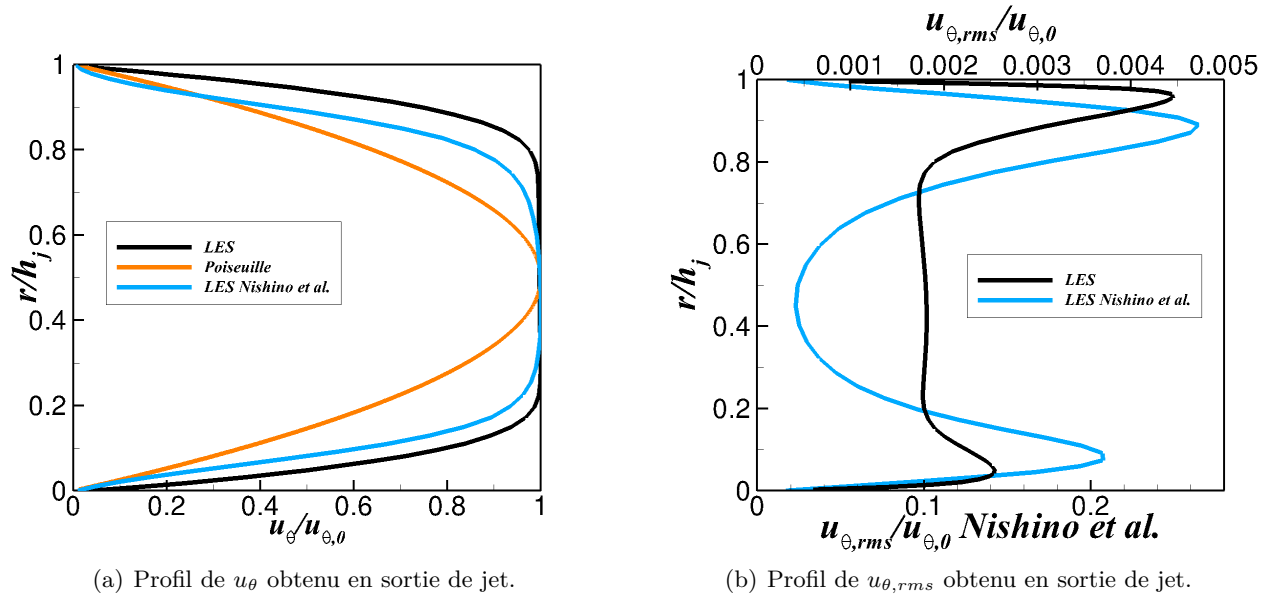 1
0.8
0.6
0.4
0.2
0
r/h_j
LES
Poiseuille
LES Nishino et al.
0 0.2 0.4 0.6 0.8 1
u_θ/u_θ,0
(a) Profil de u_θ obtenu en sortie de jet.
u_θ,rms/u_θ,0
0 0.001 0.002 0.003 0.004 0.005
1
0.8
0.6
0.4
0.2
0
r/h_j
LES
LES Nishino et al.
0 0.1 0.2
u_θ,rms/u_θ,0 Nishino et al.
(b) Profil de u_θ,rms obtenu en sortie de jet.